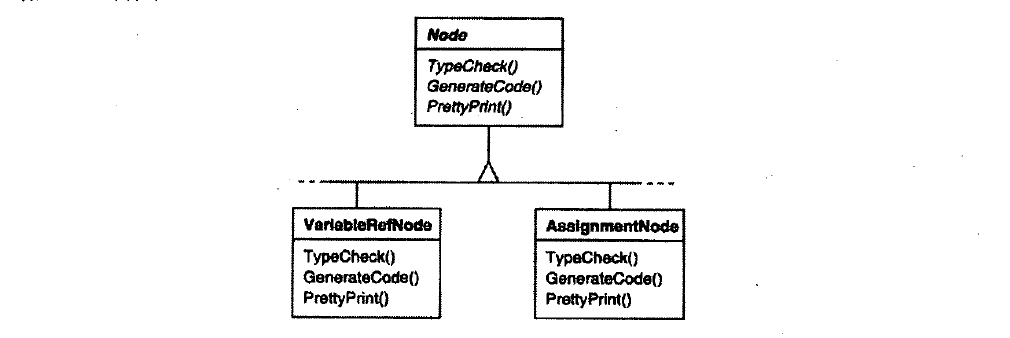 Node
TypeCheck()
GenerateCode()
PrettyPrint()
VariableRefNode
TypeCheck()
GenerateCode()
PrettyPrint()
AssignmentNode
TypeCheck()
GenerateCode()
PrettyPrint()